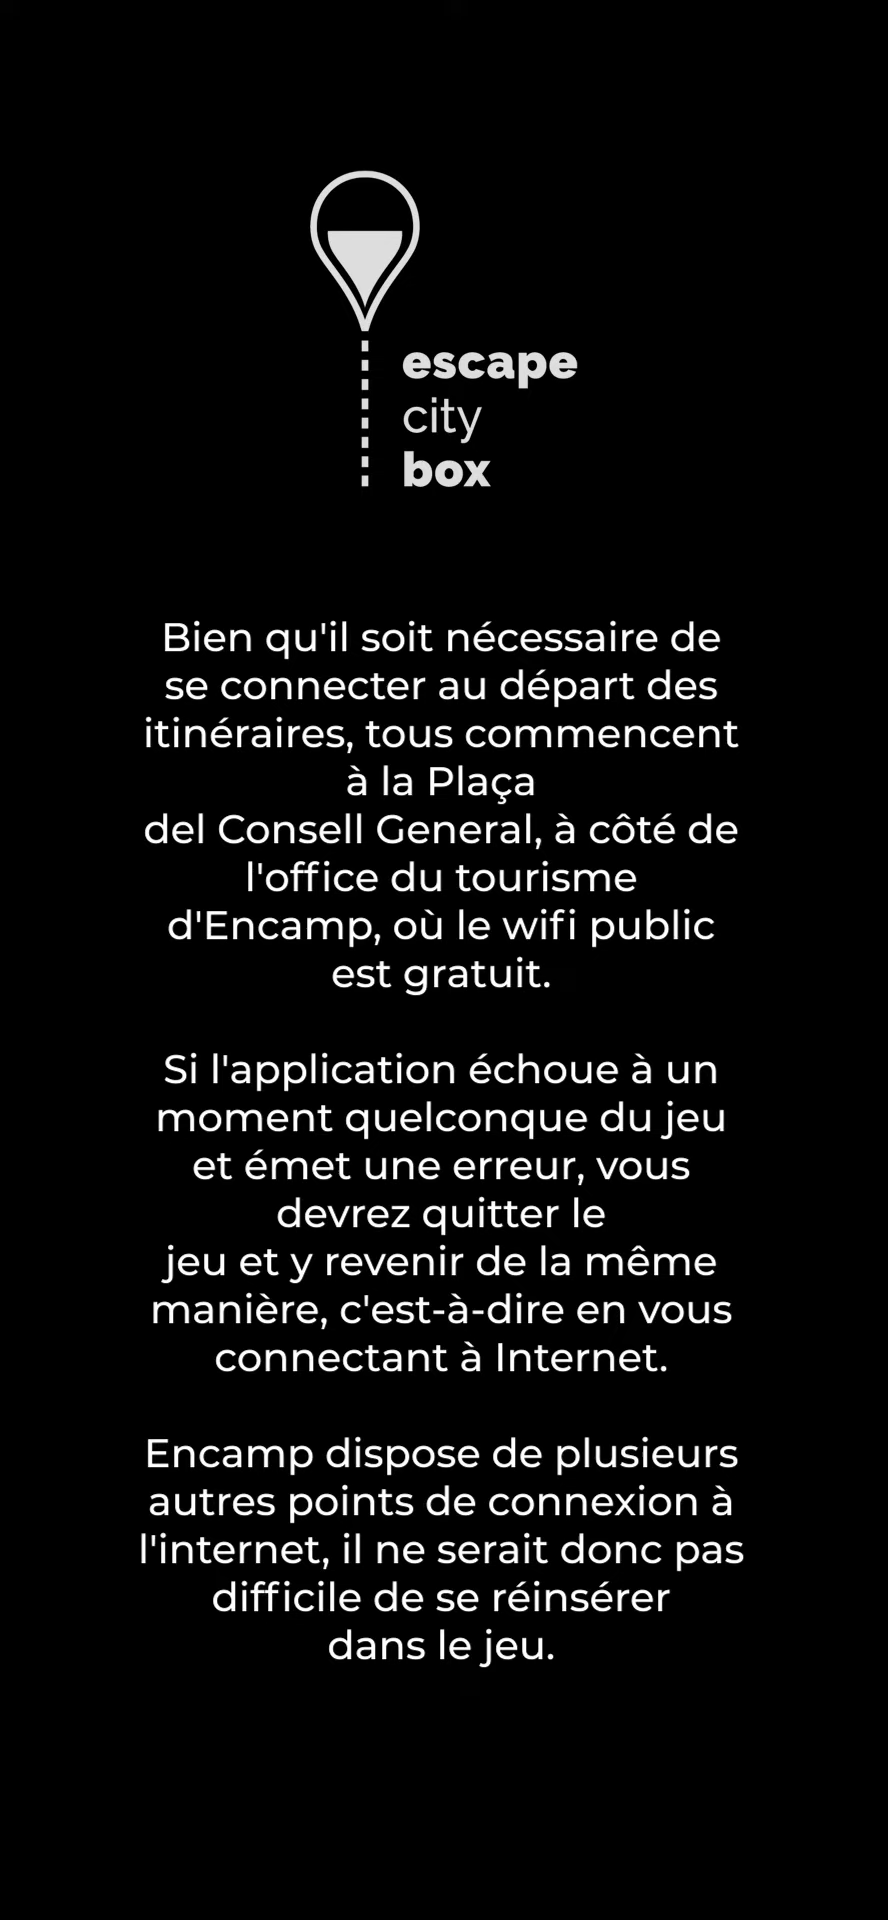 escape
city
box
Bien qu'il soit nécessaire de
se connecter au départ des
itinéraires, tous commencent
à la Plaça
del Consell General, à côté de
l'office du tourisme
d'Encamp, où le wifi public
est gratuit.
Si l'application échoue à un
moment quelconque du jeu
et émet une erreur, vous
devrez quitter le
jeu et y revenir de la même
manière, c'est-à-dire en vous
connectant à Internet.
Encamp dispose de plusieurs
autres points de connexion à
l'internet, il ne serait donc pas
difficile de se réinsérer
dans le jeu.